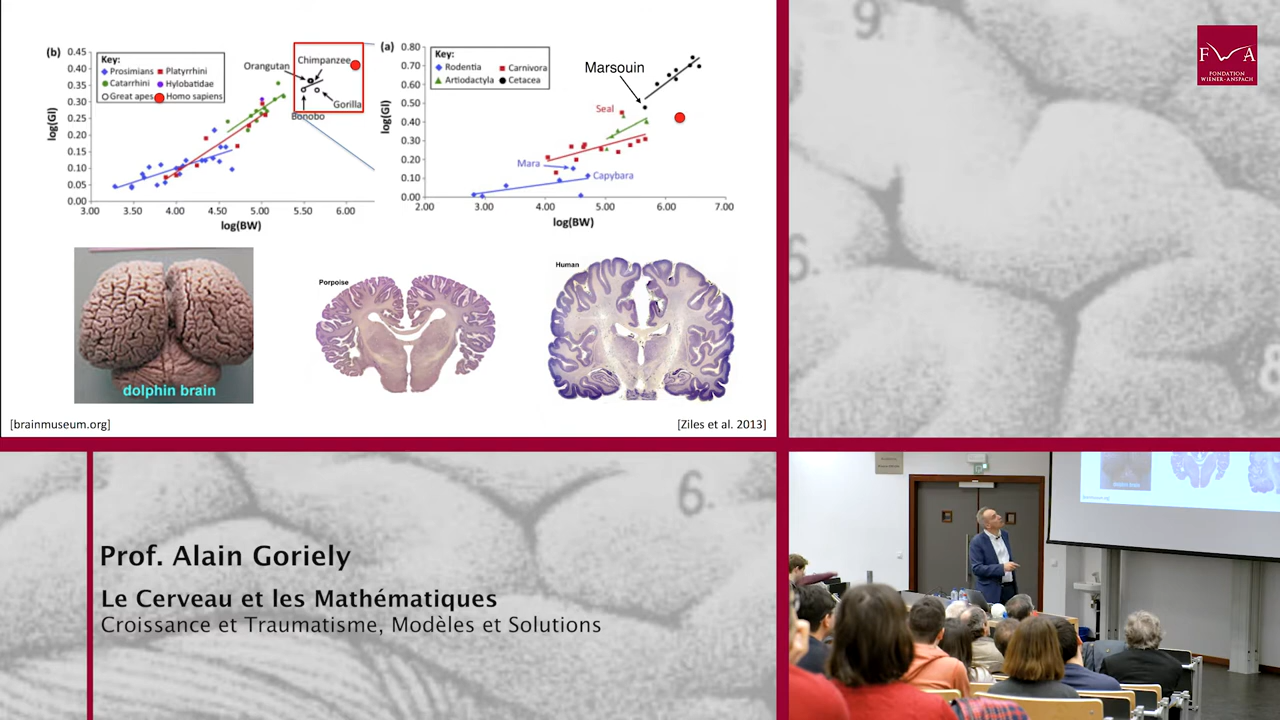 (b)
0.45
0.40
0.35
0.30
0.25
0.20
0.15
0.10
0.05
0.00
log(GI)
Key:
Prosimians
Platyrrhini
Catarrhini
Hylobatidae
Great apes
Homo sapiens
Orangutan
Chimpanzee
Gorilla
Bonobo
3.00 3.50 4.00 4.50 5.00 5.50 6.00
log(BW)
(a)
0.80
0.70
0.60
0.50
0.40
0.30
0.20
0.10
0.00
log(GI)
Key:
Rodentia
Carnivora
Artiodactyla
Cetacea
Marsouin
Seal
Mara
Capybara
2.00 3.00 4.00 5.00 6.00 7.00
log(BW)
dolphin brain
Porpoise
Human
[brainmuseum.org]
[Ziles et al. 2013]
9.
6.
8
FWA
FONDATION
WIENER-ANSPACH
6.
Prof. Alain Goriely
Le Cerveau et les Mathématiques
Croissance et Traumatisme, Modèles et Solutions